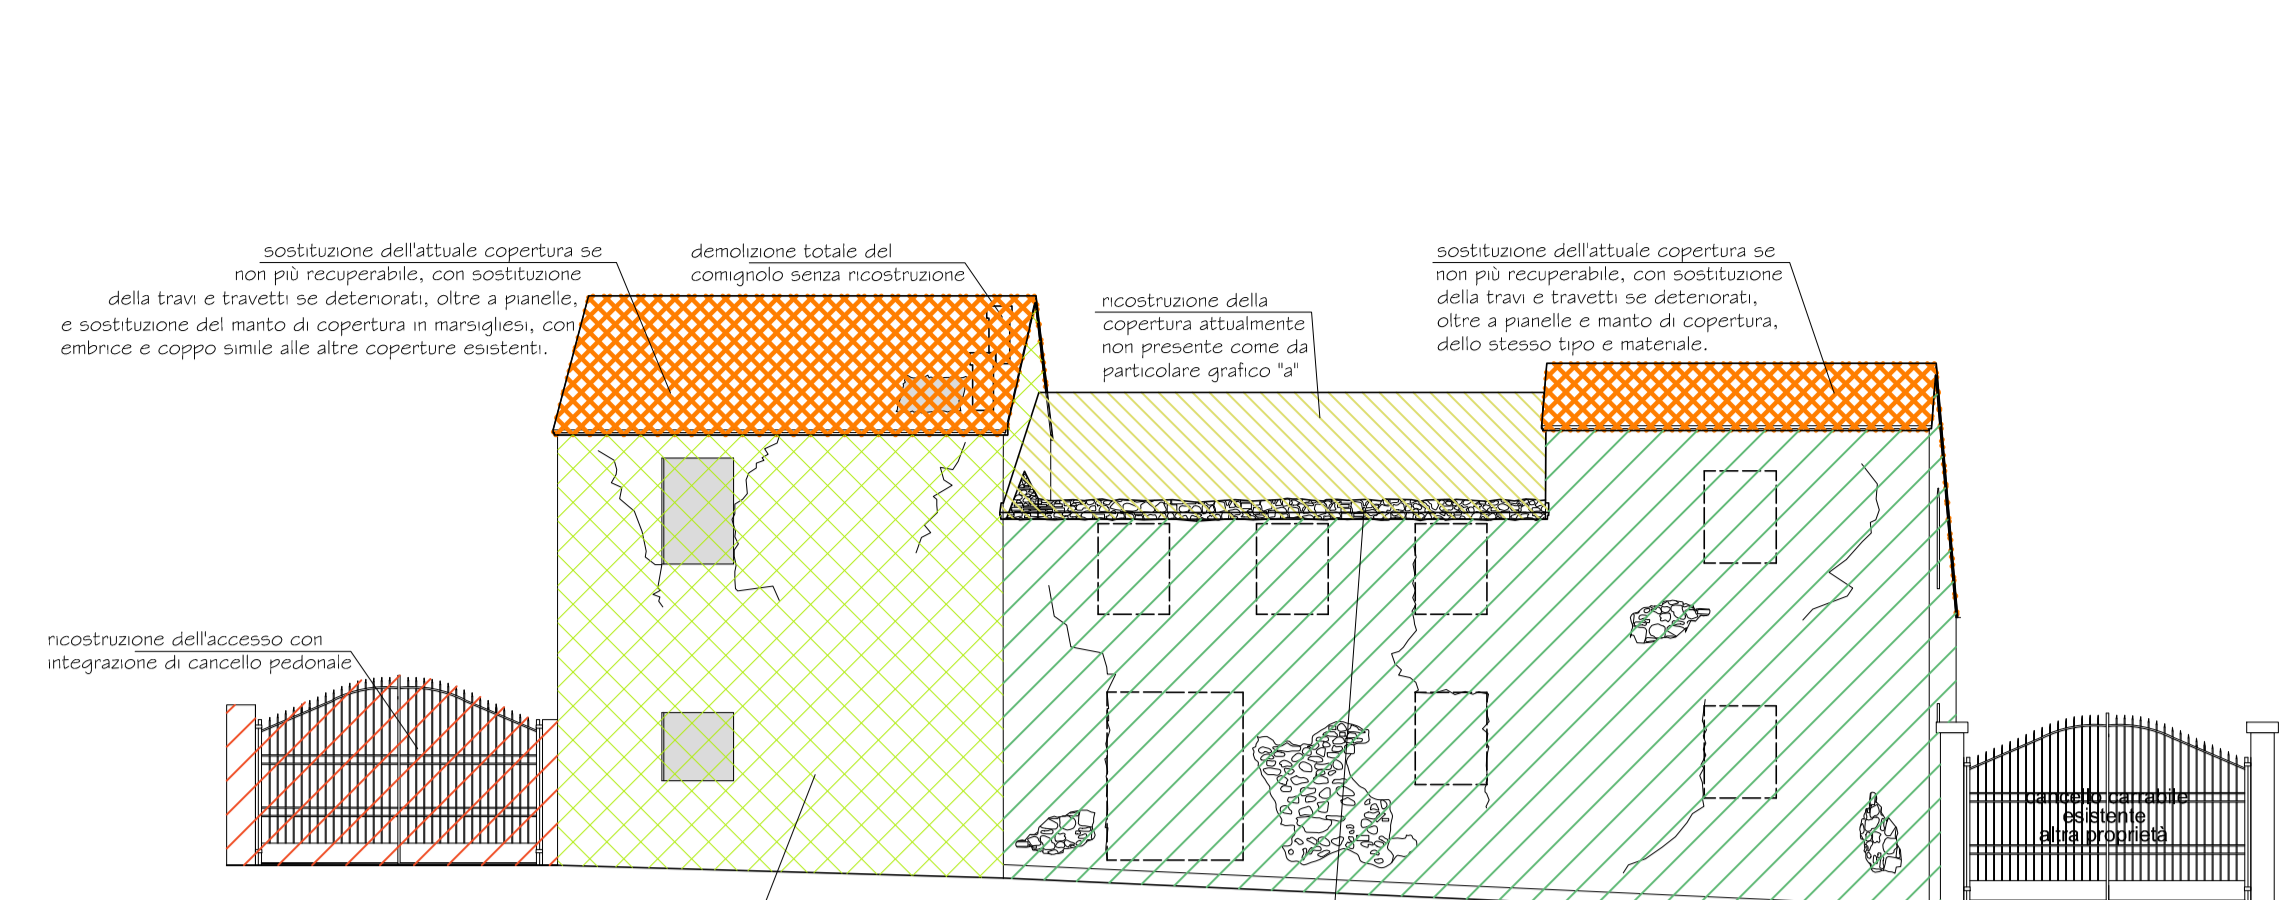 sostituzione dell'attuale copertura se
non più recuperabile, con sostituzione
della travi e travetti se deteriorati, oltre a pianelle,
e sostituzione del manto di copertura in marsigliesi, con
embrice e coppo simile alle altre coperture esistenti.
demolizione totale del
comignolo senza ricostruzione
ricostruzione della
copertura attualmente
non presente come da
particolare grafico "a"
sostituzione dell'attuale copertura se
non più recuperabile, con sostituzione
della travi e travetti se deteriorati,
oltre a pianelle e manto di copertura,
dello stesso tipo e materiale.
ricostruzione dell'accesso con
integrazione di cancello pedonale
cancello carrabile
esistente
altra proprietà